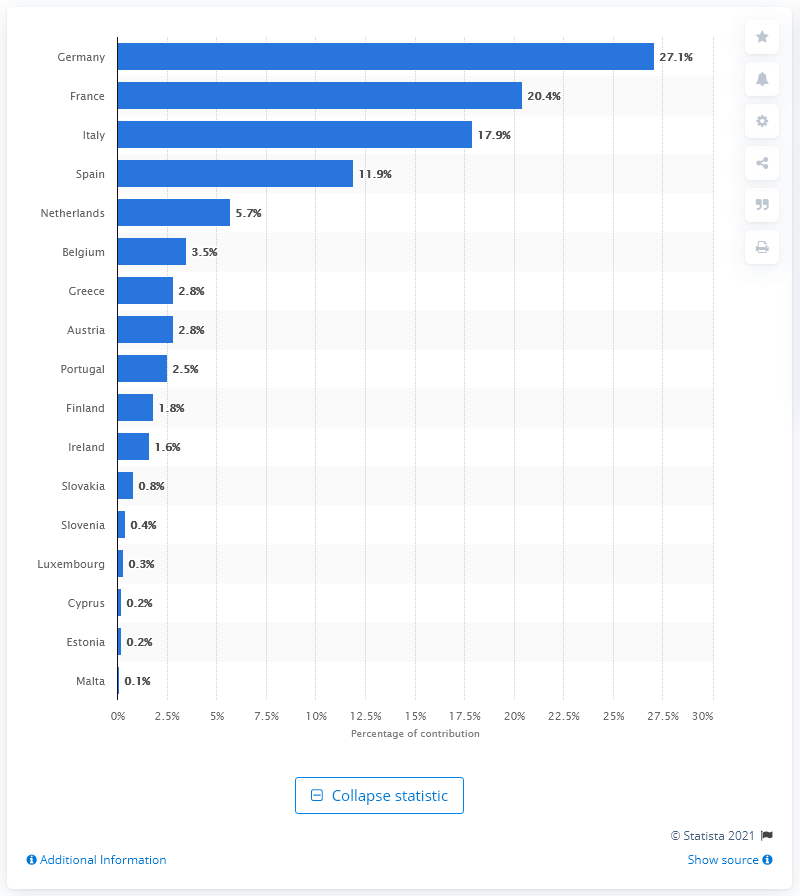 Germany 27.1%
France 20.4%
Italy 17.9%
Spain 11.9%
Netherlands 5.7%
Belgium 3.5%
Greece 2.8%
Austria 2.8%
Portugal 2.5%
Finland 1.8%
Ireland 1.6%
Slovakia 0.8%
Slovenia 0.4%
Luxembourg 0.3%
Cyprus 0.2%
Estonia 0.2%
Malta 0.1%
0% 2.5% 5% 7.5% 10% 12.5% 15% 17.5% 20% 22.5% 25% 27.5% 30%
Percentage of contribution
Collapse statistic
© Statista 2021
Additional Information Show source